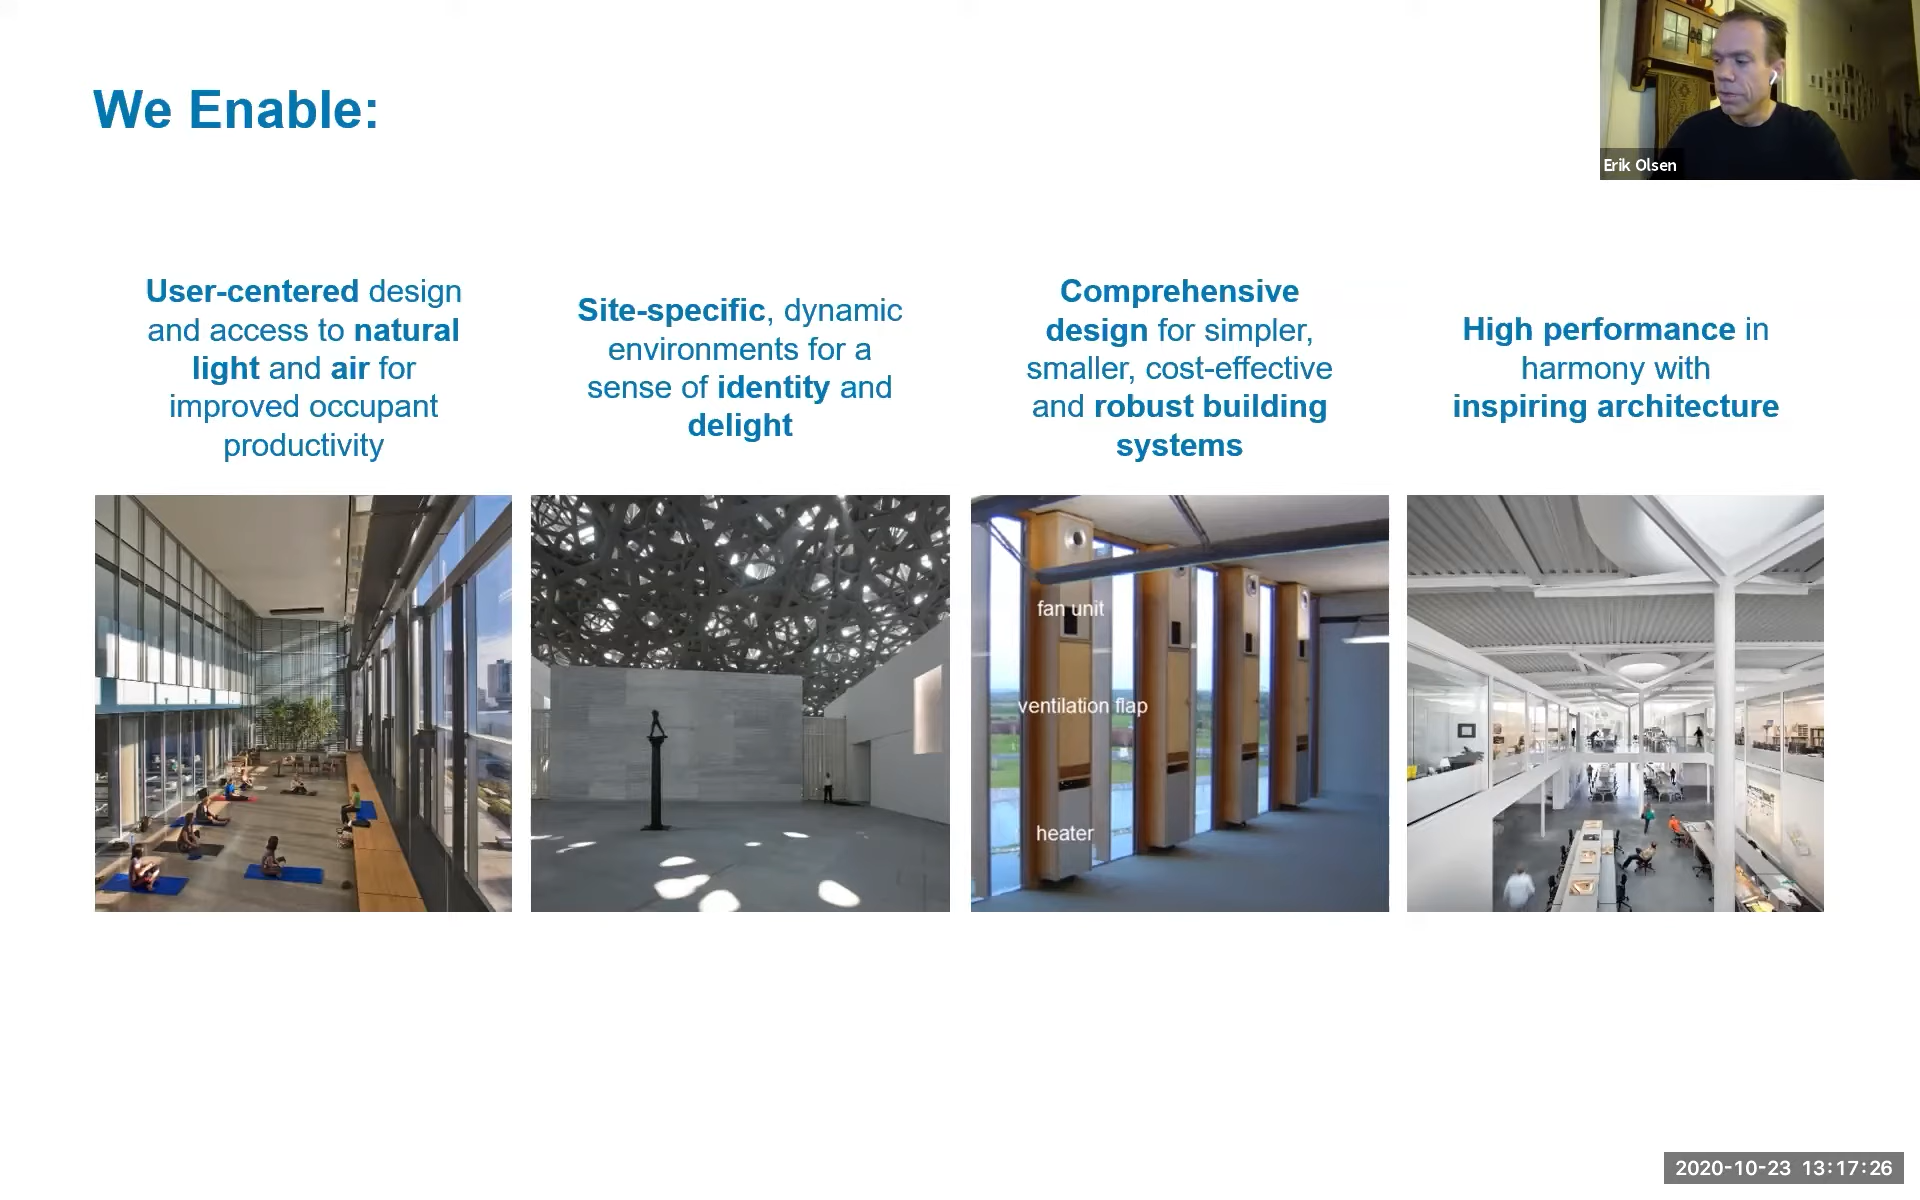 We Enable:
Erik Olsen
User-centered design
and access to natural
light and air for
improved occupant
productivity
Site-specific, dynamic
environments for a
sense of identity and
delight
Comprehensive
design for simpler,
smaller, cost-effective
and robust building
systems
High performance in
harmony with
inspiring architecture
fan unit
ventilation flap
heater
2020-10-23 13:17:26